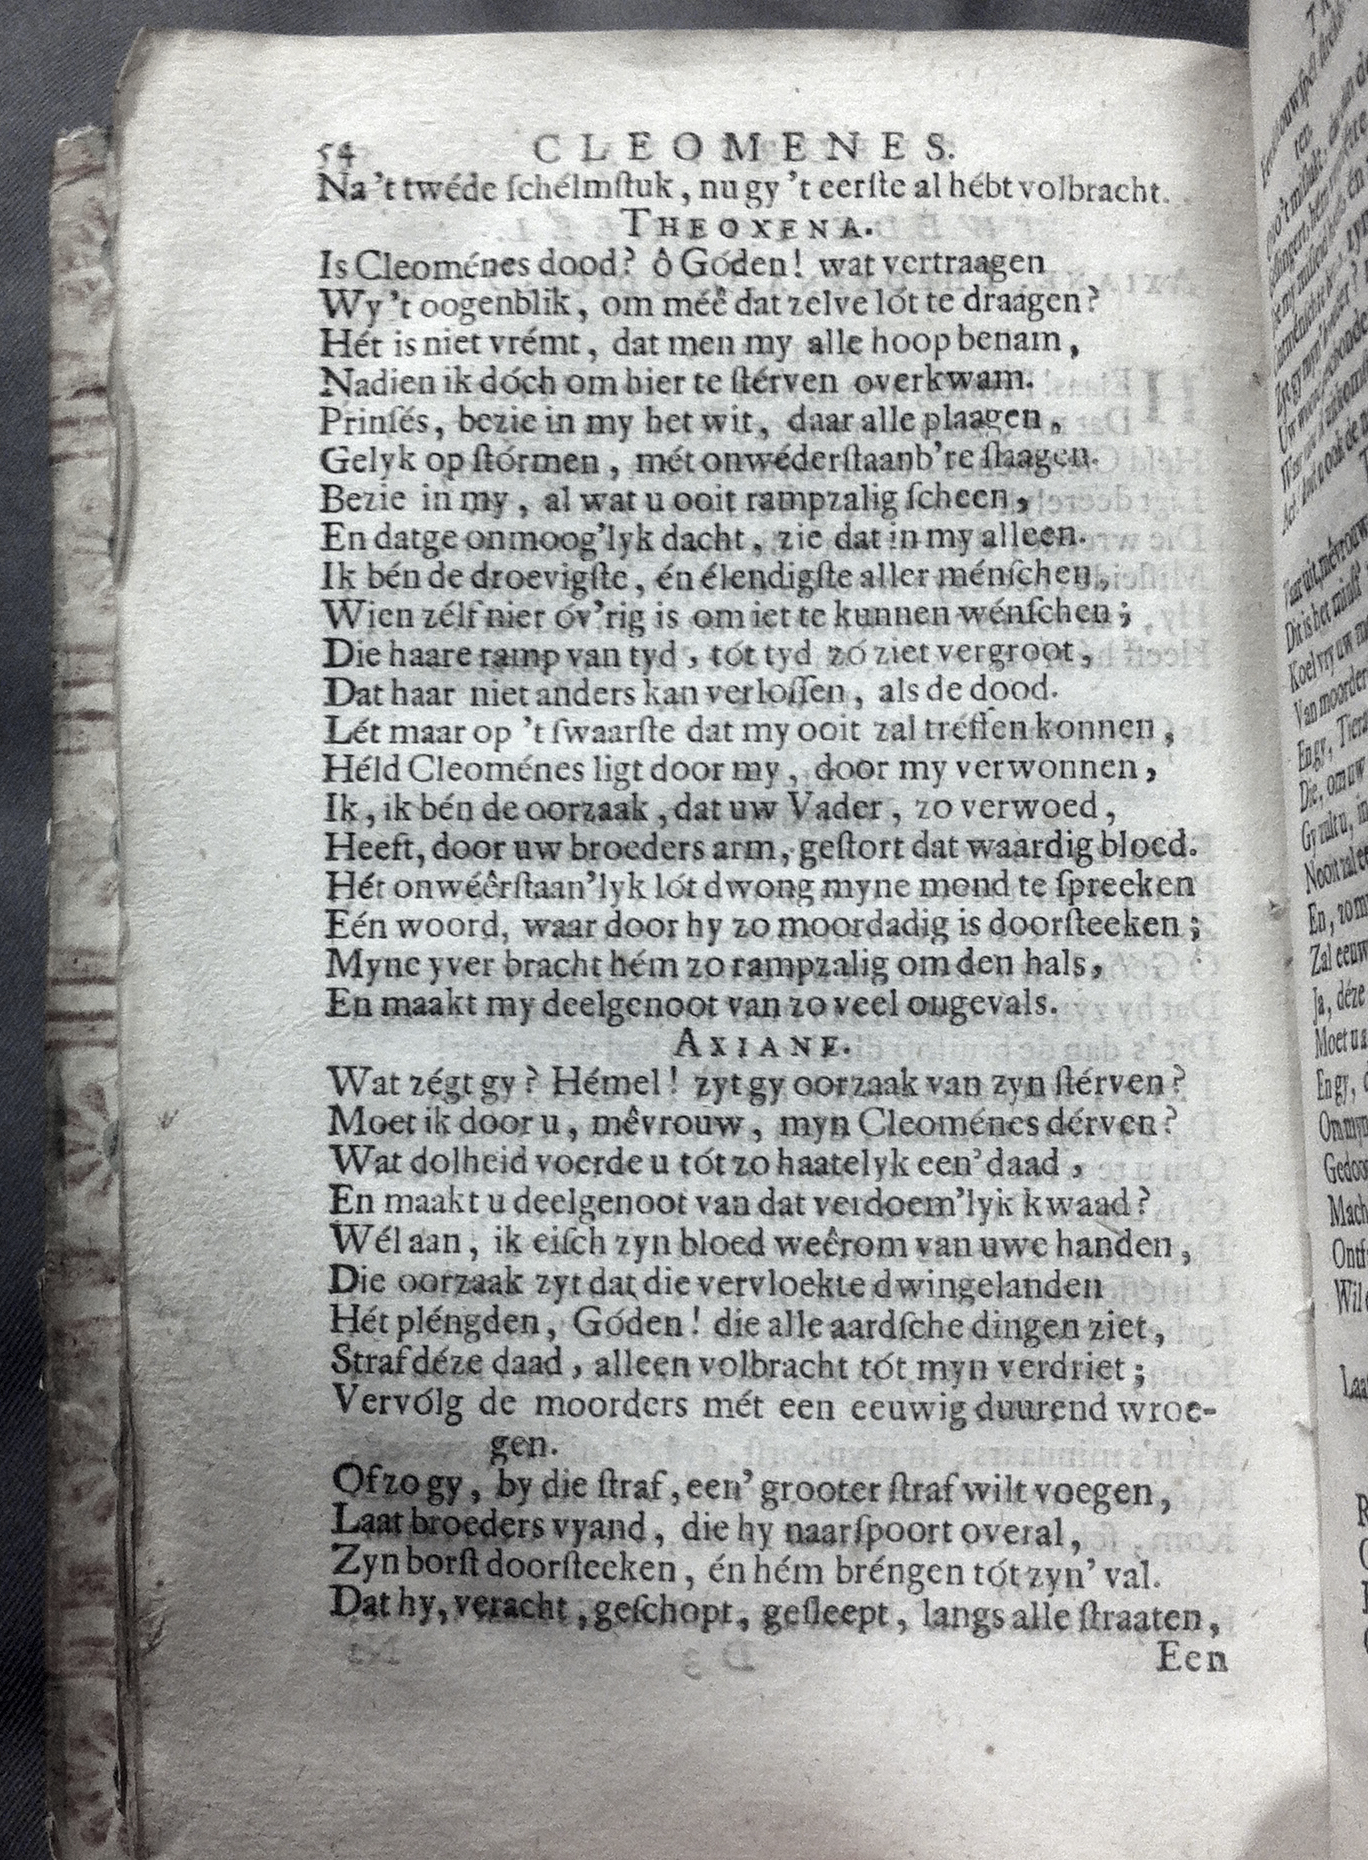 54 CLEOMENES.
Na 't twéde ſchélmſtuk, nu gy 't eerſte al hébt volbracht.
THEOXENA.
Is Cleoménes dood? ô Góden! wat vertraagen
Wy 't oogenblik, om méê dat zelve lót te draagen?
Hét is niet vrémt, dat men my alle hoop benam,
Nadien ik dóch om hier te ſtérven overkwam.
Prinſés, bezie in my het wit, daar alle plaagen,
Gelyk op ſtórmen, mét onwéderſtaanb're ſlaagen.
Bezie in my, al wat u ooit rampzalig ſcheen,
En datge onmoog'lyk dacht, zie dat in my alleen.
Ik bén de droevigſte, én élendigſte aller ménſchen,
Wien zélf niet óv'rig is om iet te kunnen wénſchen;
Die haare ramp van tyd, tót tyd zó ziet vergroot,
Dat haar niet anders kan verloſſen, als de dood.
Lét maar op 't ſwaarſte dat my ooit zal tréffen konnen,
Héld Cleoménes ligt door my, door my verwonnen,
Ik, ik bén de oorzaak, dat uw Vader, zo verwoed,
Heeft, door uw broeders arm, geſtort dat waardig bloed.
Hét onwéêrſtaan'lyk lót dwong myne mond te ſpreeken
Eén woord, waar door hy zo moordadig is doorſteeken;
Myne yver bracht hém zo rampzalig om den hals,
En maakt my deelgenoot van zo veel ongevals.
AXIANE.
Wat zégt gy? Hémel! zyt gy oorzaak van zyn ſtérven?
Moet ik door u, mêvrouw, myn Cleoménes dérven?
Wat dolheid voerde u tót zo haatelyk een' daad,
En maakt u deelgenoot van dat verdoem'lyk kwaad?
Wél aan, ik eiſch zyn bloed weêrom van uwe handen,
Die oorzaak zyt dat die vervloekte dwingelanden
Hét pléngden, Góden! die alle aardſche dingen ziet,
Straf déze daad, alleen volbracht tót myn verdriet;
Vervólg de moorders mét een eeuwig duurend wroe-
gen.
Of zo gy, by die ſtraf, een' grooter ſtraf wilt voegen,
Laat broeders vyand, die hy naarſpoort overal,
Zyn borſt doorſteeken, én hém bréngen tót zyn' val.
Dat hy, veracht, geſchopt, geſleept, langs alle ſtraaten,
Een